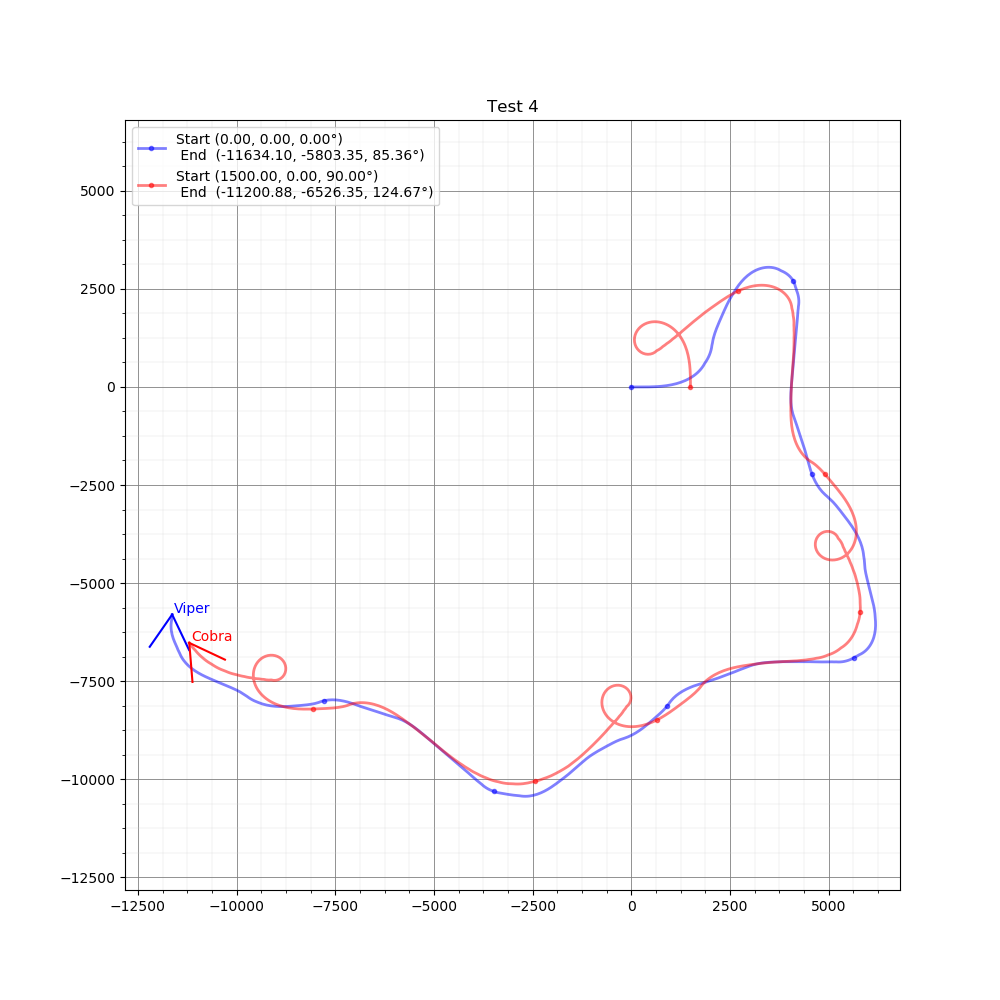 Test 4
Start (0.00, 0.00, 0.00°)
End (-11634.10, -5803.35, 85.36°)
Start (1500.00, 0.00, 90.00°)
End (-11200.88, -6526.35, 124.67°)
5000
2500
0
−2500
−5000
−7500
−10000
−12500
Viper
Cobra
−12500 −10000 −7500 −5000 −2500 0 2500 5000